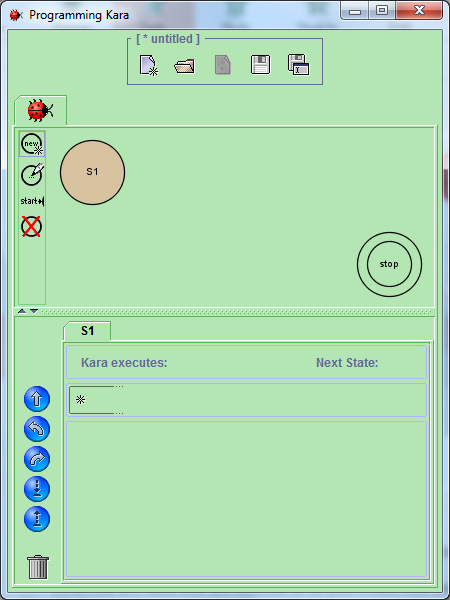 Programming Kara
[ * untitled ]
new
S1
start
stop
S1
Kara executes: Next State: